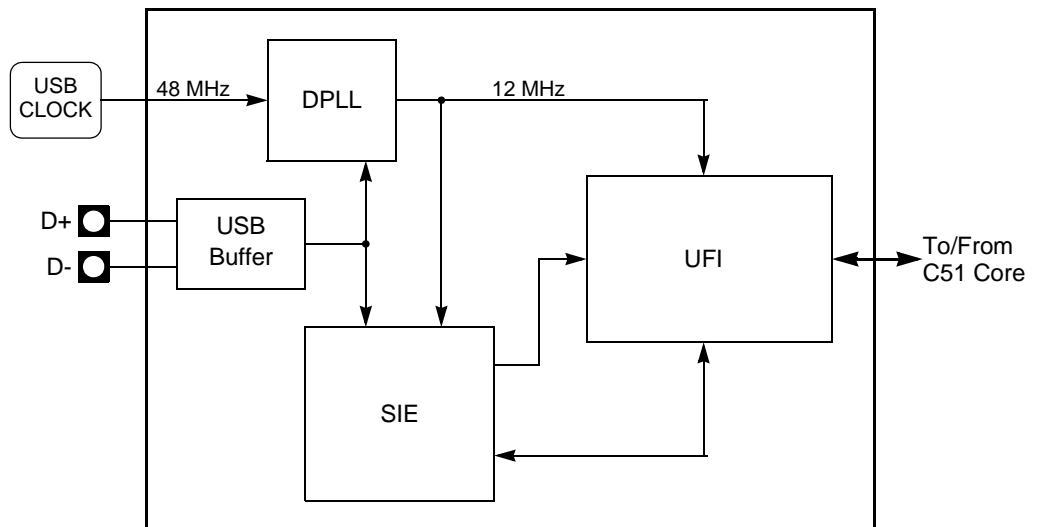 USB
CLOCK
48 MHz
DPLL
12 MHz
D+
D-
USB
Buffer
UFI
To/From
C51 Core
SIE